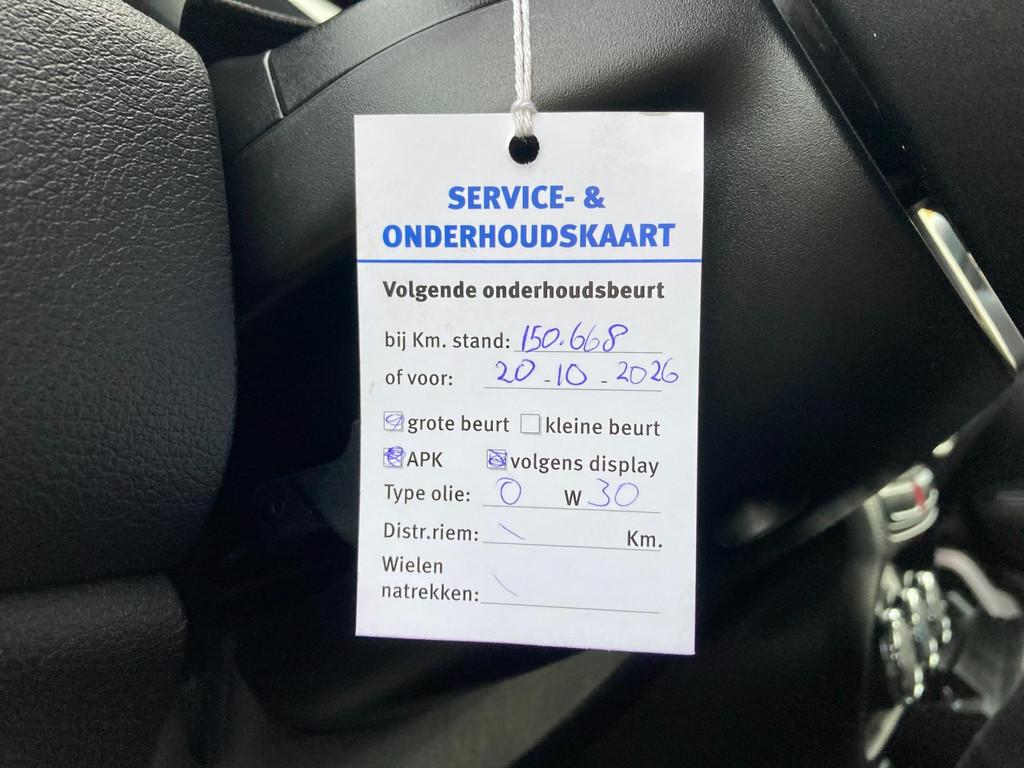 SERVICE- &
ONDERHOUDSKAART
Volgende onderhoudsbeurt
bij Km. stand: 150.668
of voor: 20-10-2026
grote beurt kleine beurt
APK volgens display
Type olie: 0 W 30
Distr.riem: \ Km.
Wielen
natrekken: \